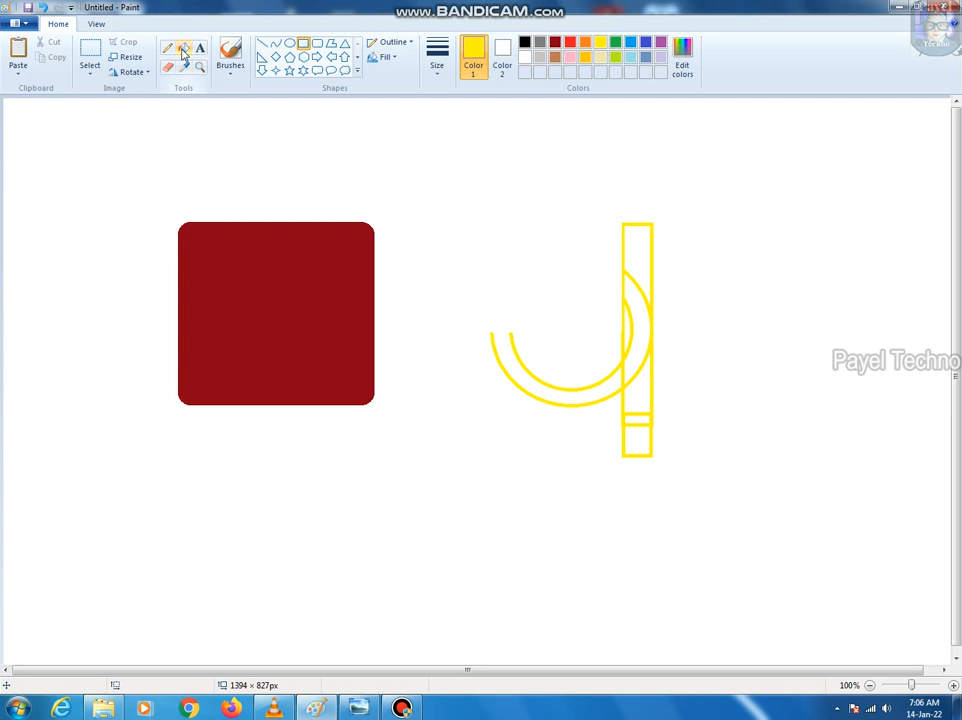 Untitled - Paint
www.BANDICAM.com
Home
View
Paste
Cut
Copy
Clipboard
Select
Crop
Resize
Rotate
Image
A
Tools
Brushes
Shapes
Outline
Fill
Size
Color 1
Color 2
Edit colors
Colors
Techno
Payel Techno
1394 × 827px
100%
7:06 AM
14-Jan-22